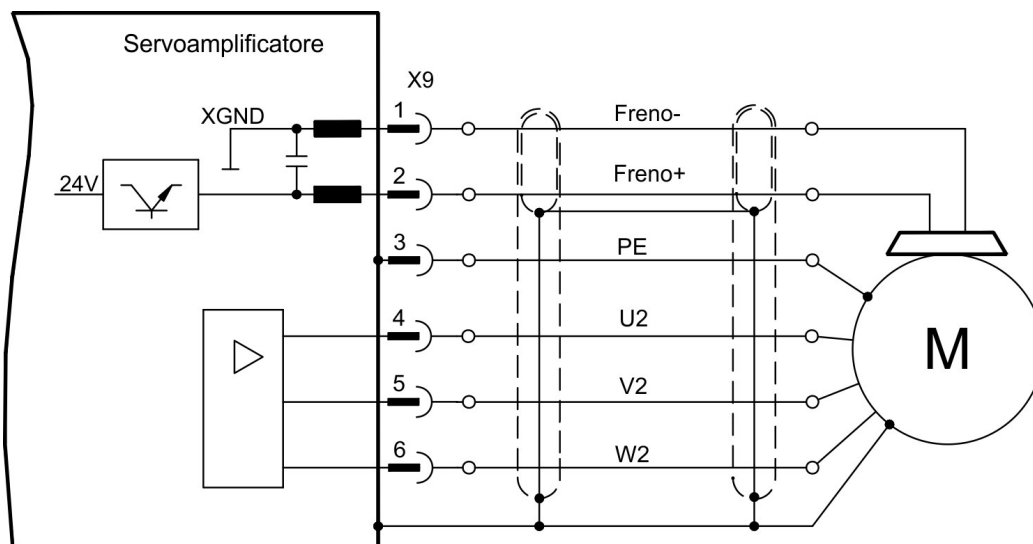 Servoamplificatore
X9
XGND
1
Freno-
24V
2
Freno+
3
PE
4
U2
M
5
V2
6
W2